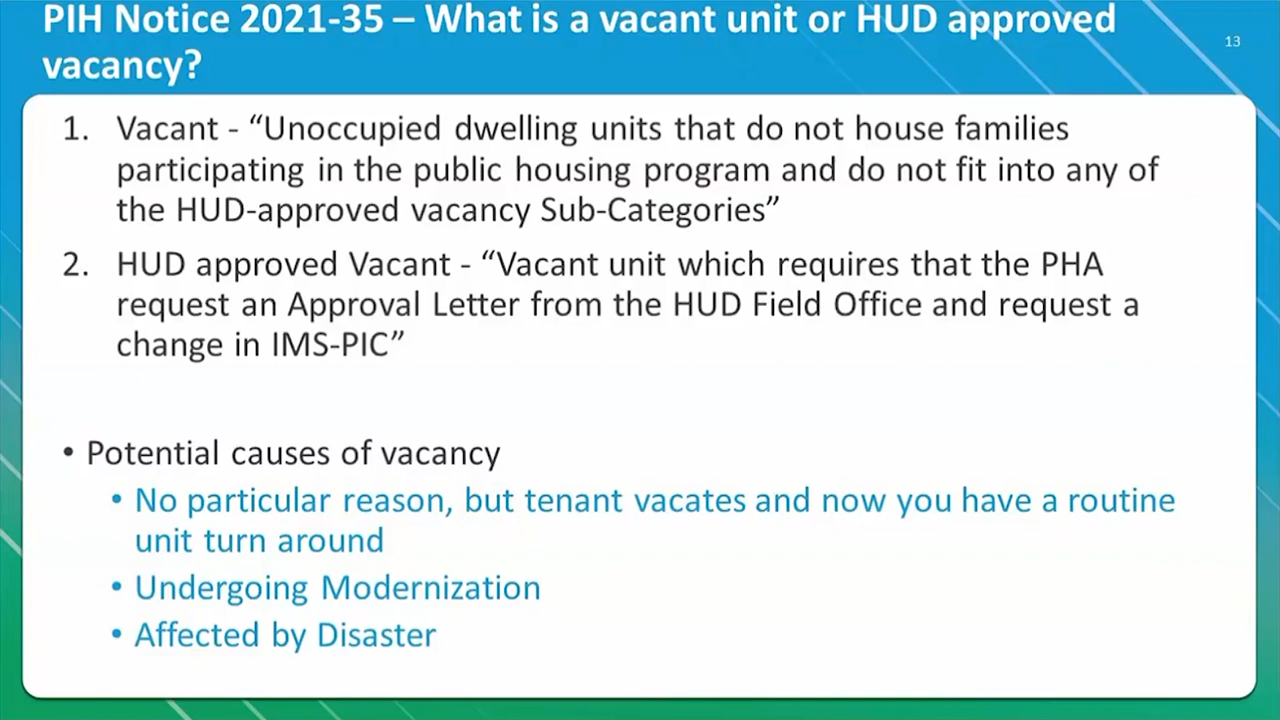 PIH Notice 2021-35 – What is a vacant unit or HUD approved
vacancy?
13
1. Vacant - “Unoccupied dwelling units that do not house families
participating in the public housing program and do not fit into any of
the HUD-approved vacancy Sub-Categories”
2. HUD approved Vacant - “Vacant unit which requires that the PHA
request an Approval Letter from the HUD Field Office and request a
change in IMS-PIC”
• Potential causes of vacancy
• No particular reason, but tenant vacates and now you have a routine
unit turn around
• Undergoing Modernization
• Affected by Disaster